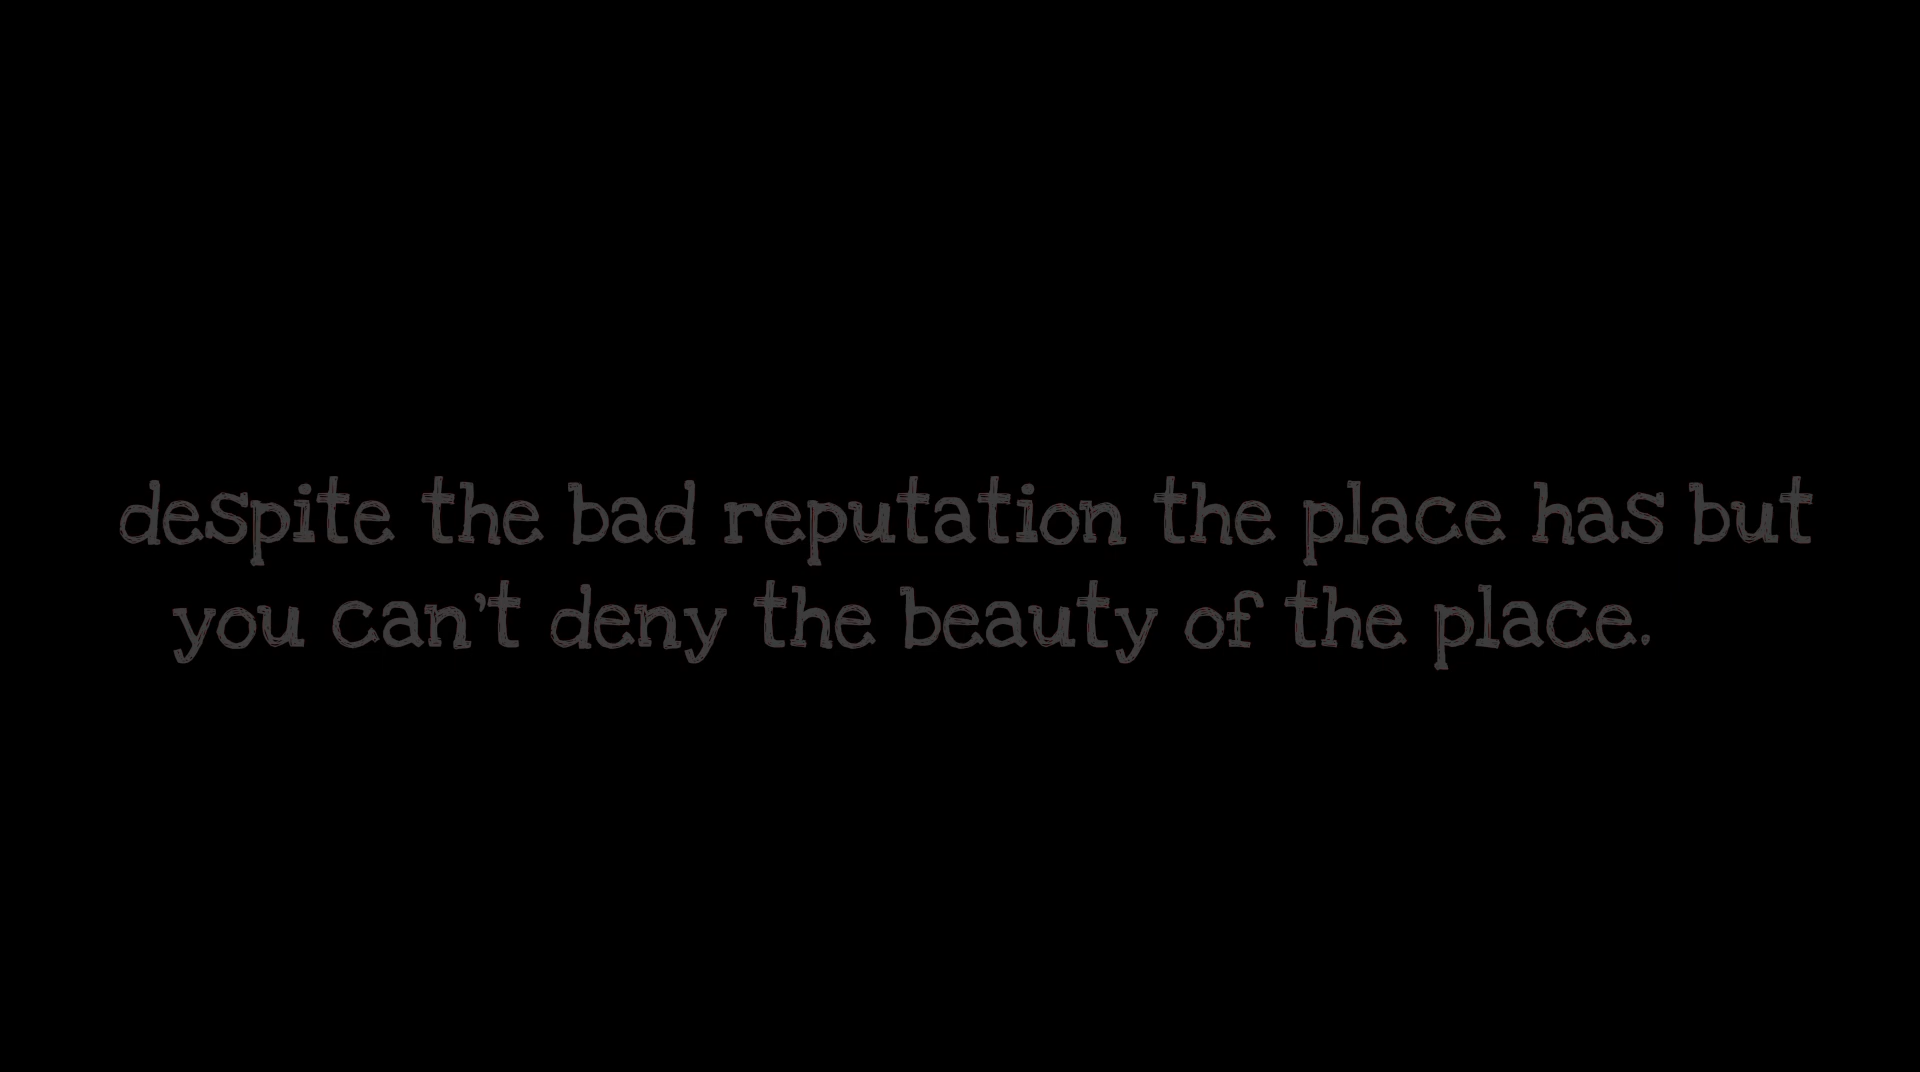 despite the bad reputation the place has but
you can't deny the beauty of the place.